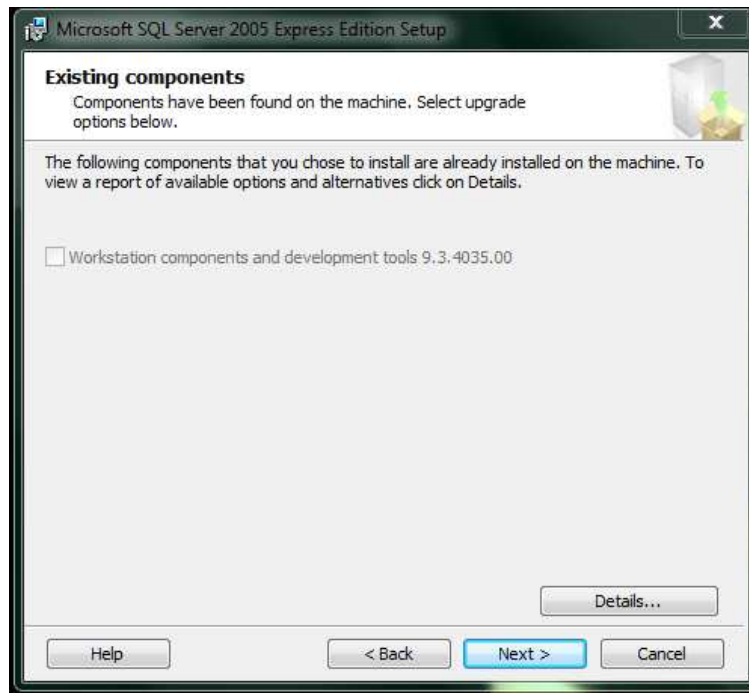 Microsoft SQL Server 2005 Express Edition Setup
x
Existing components
Components have been found on the machine. Select upgrade
options below.
The following components that you chose to install are already installed on the machine. To
view a report of available options and alternatives click on Details.
Workstation components and development tools 9.3.4035.00
Details...
Help
< Back
Next >
Cancel